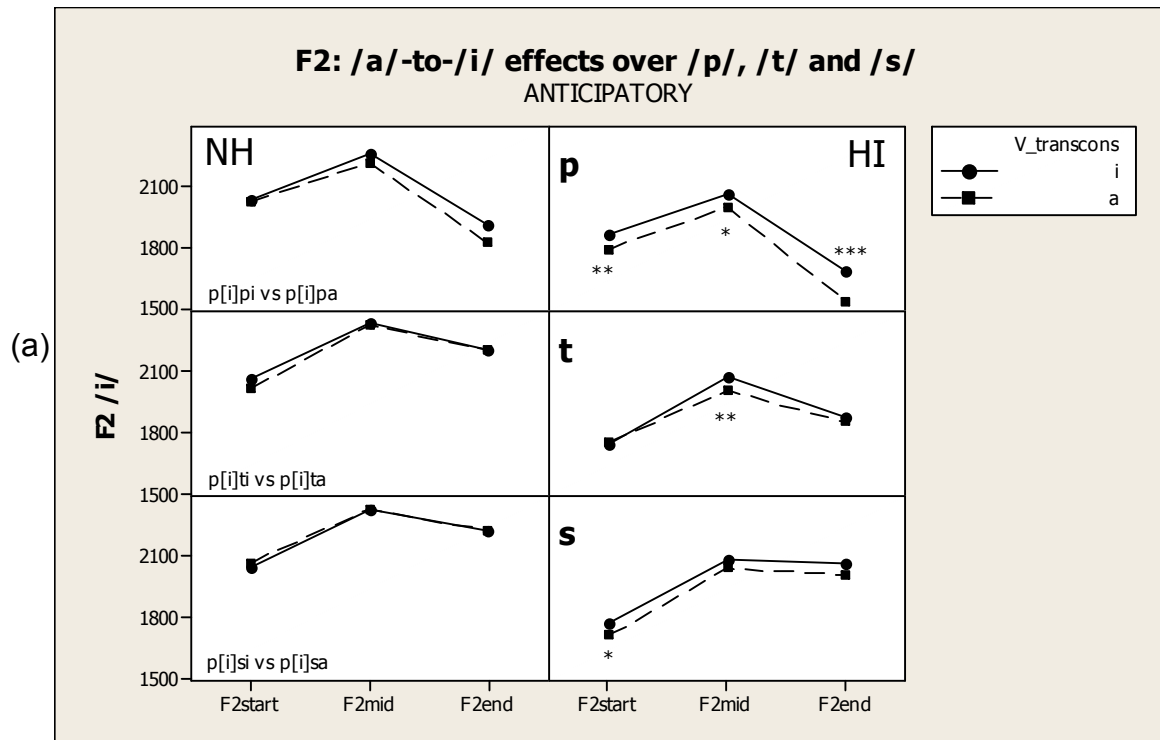 F2: /a/-to-/i/ effects over /p/, /t/ and /s/
ANTICIPATORY
NH
p
HI
V_transcons
i
a
2100
1800
1500
**
*
***
p[i]pi vs p[i]pa
(a)
F2 /i/
t
2100
1800
1500
**
p[i]ti vs p[i]ta
s
2100
1800
1500
*
p[i]si vs p[i]sa
F2start F2mid F2end F2start F2mid F2end